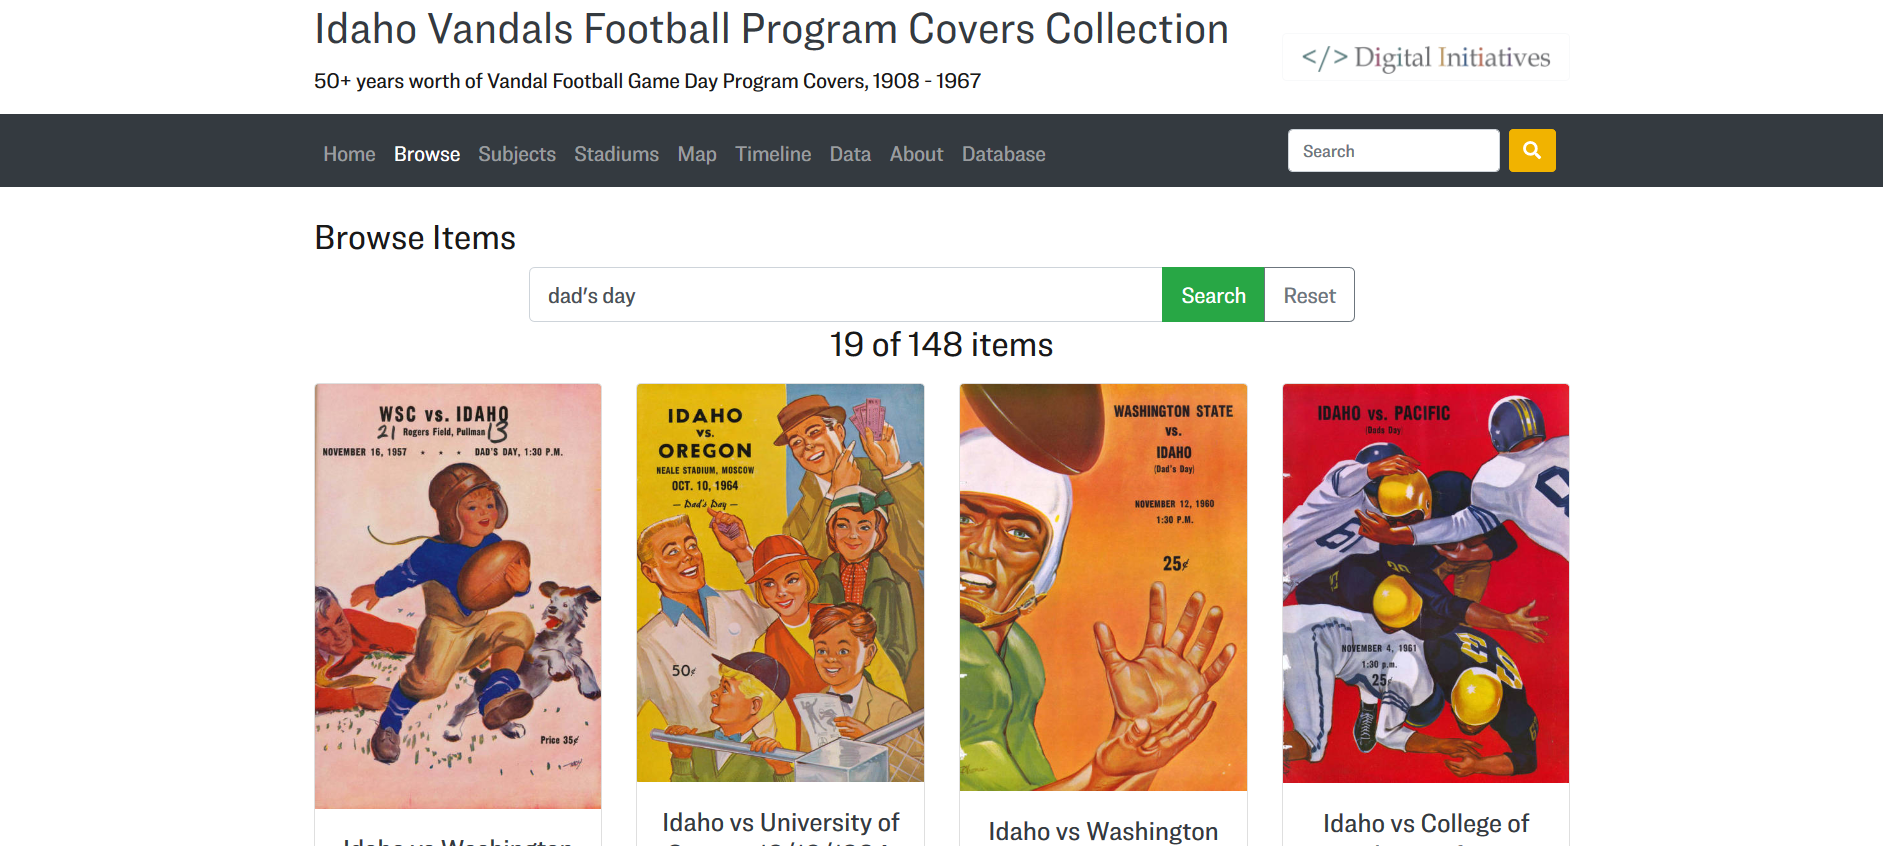 Idaho Vandals Football Program Covers Collection
50+ years worth of Vandal Football Game Day Program Covers, 1908 - 1967
</> Digital Initiatives
Home Browse Subjects Stadiums Map Timeline Data About Database
Search
Browse Items
dad's day
Search Reset
19 of 148 items
WSC vs. IDAHO
21 Rogers Field, Pullman 13
NOVEMBER 16, 1957 * * * DAD'S DAY, 1:30 P.M.
Price 35¢
IDAHO
vs.
OREGON
NEALE STADIUM, MOSCOW
OCT. 10, 1964
— Dad's Day —
50¢
WASHINGTON STATE
vs.
IDAHO
(Dad's Day)
NOVEMBER 12, 1960
1:30 P.M.
25¢
IDAHO vs. PACIFIC
(Dads Day)
NOVEMBER 4, 1961
1:30 p.m.
25¢
Idaho vs Washington
Idaho vs University of
Idaho vs Washington
Idaho vs College of